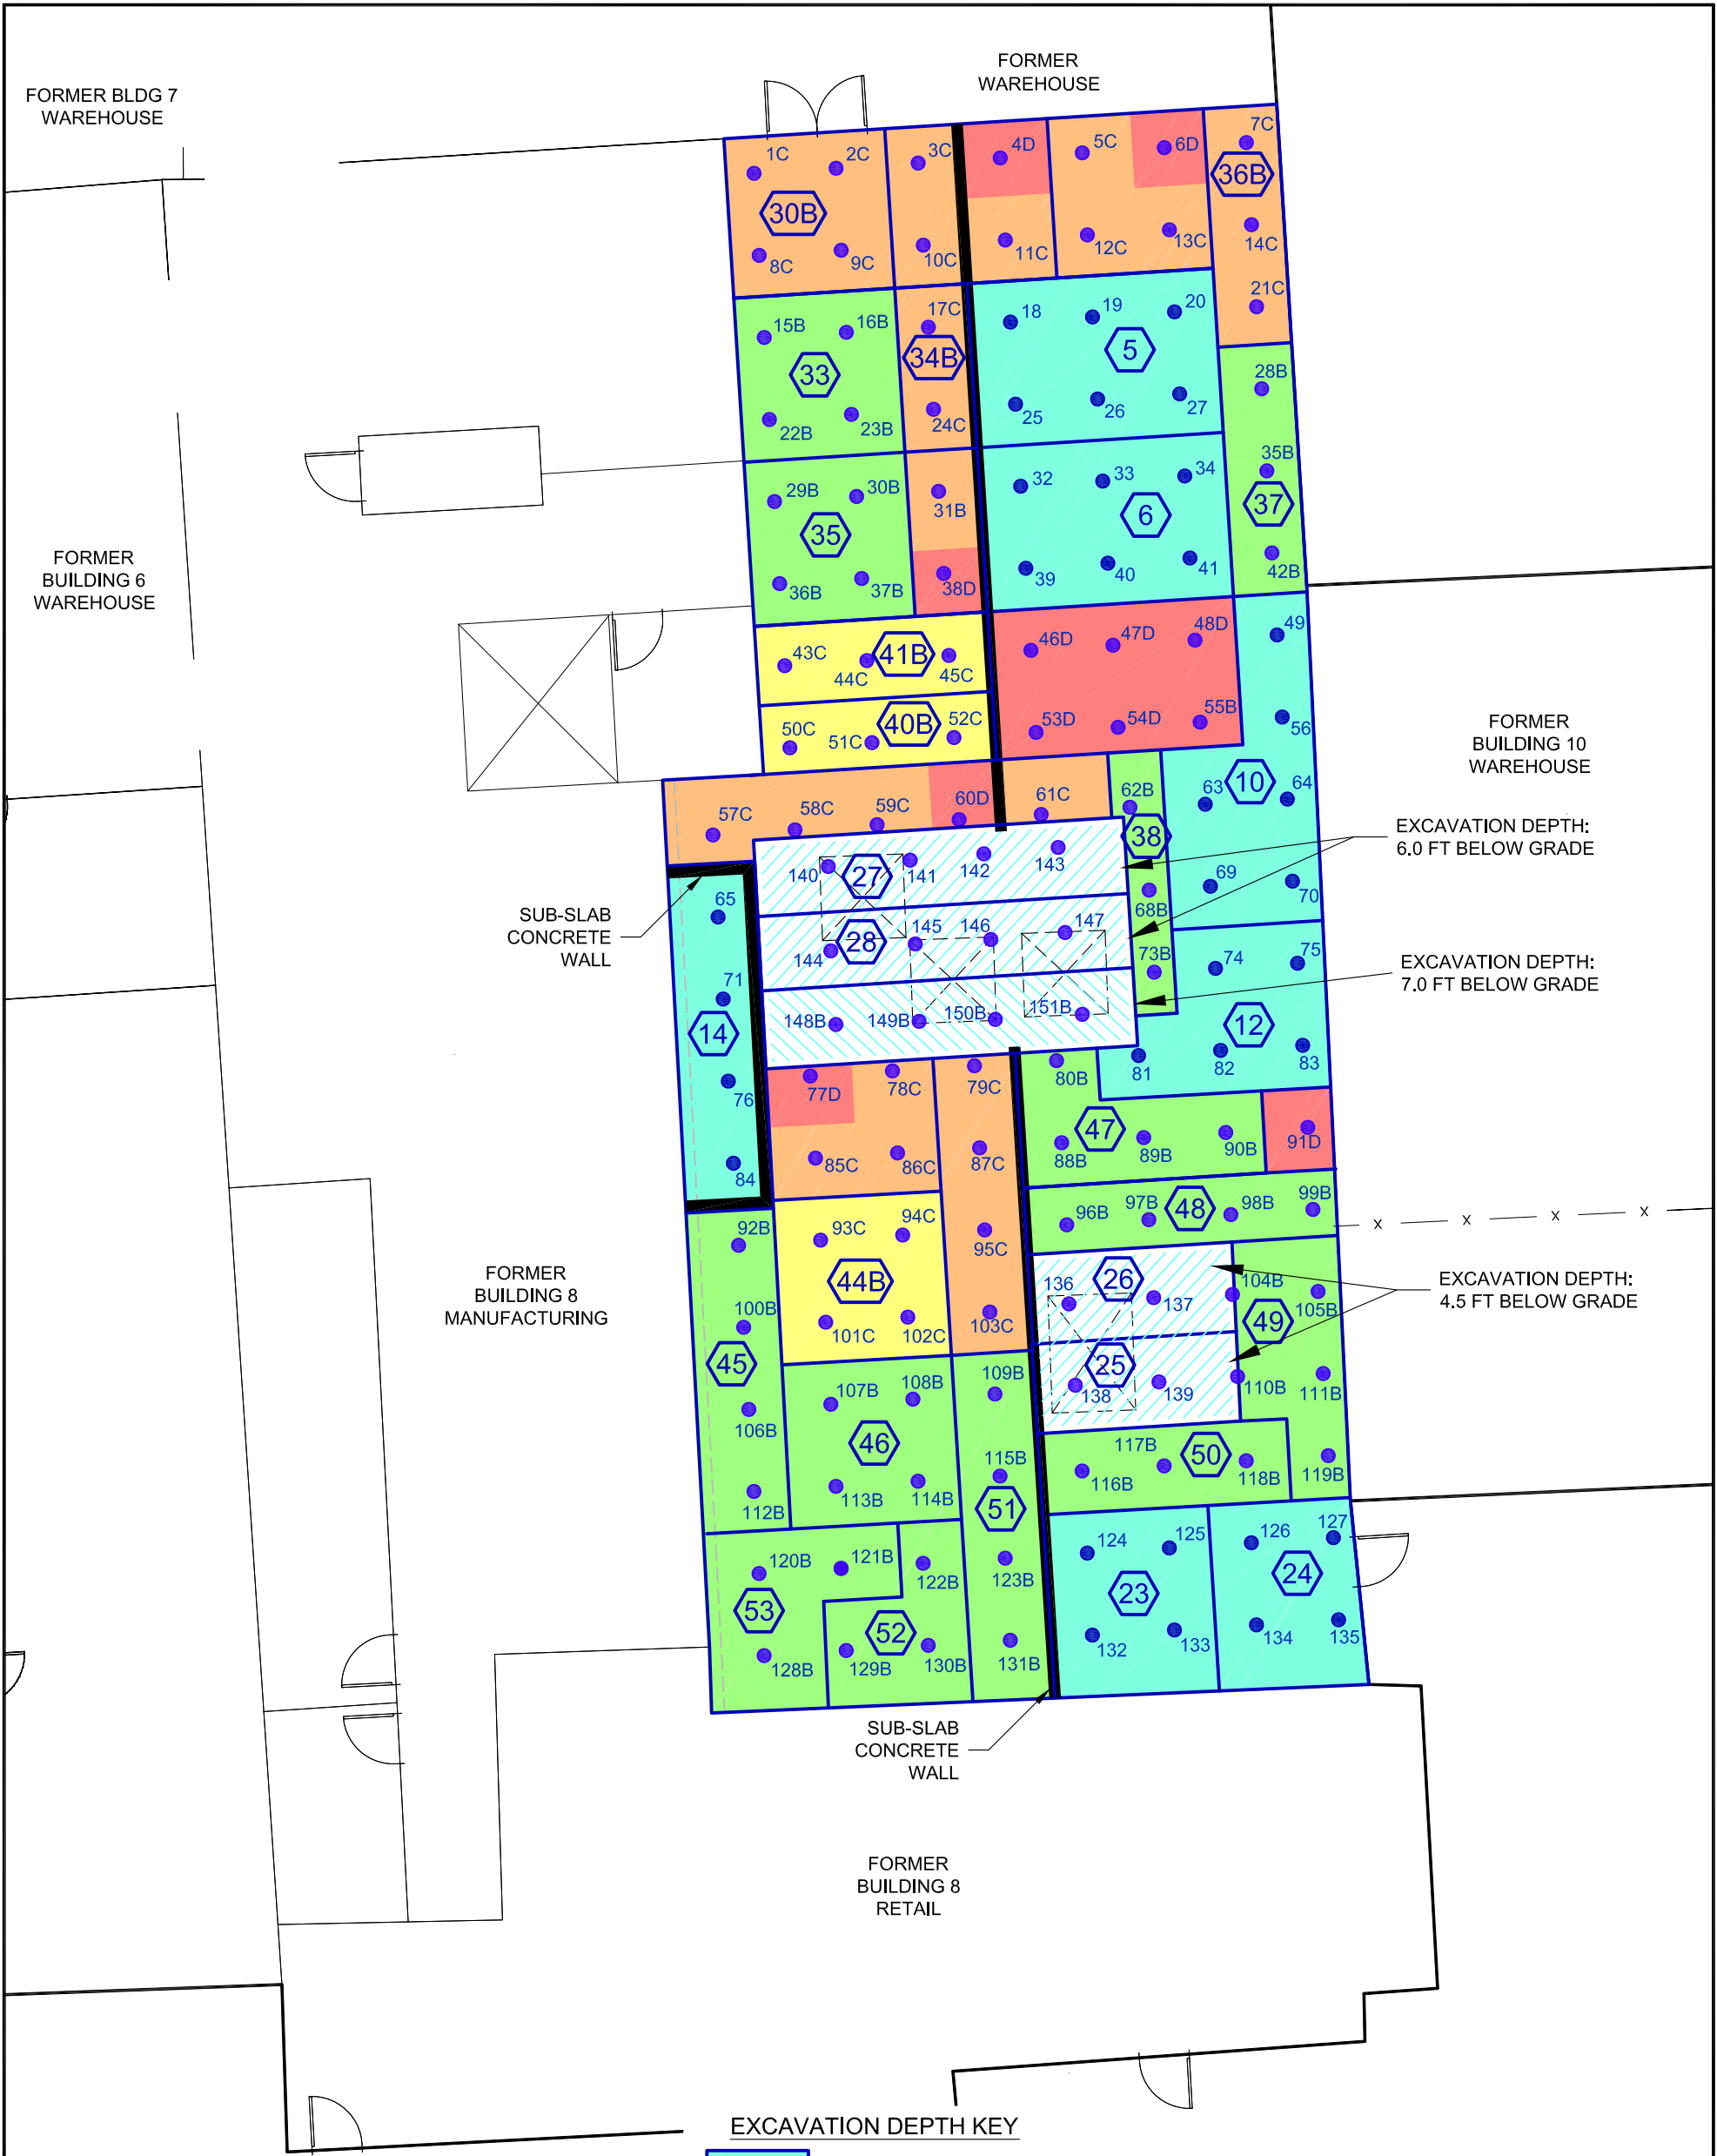 FORMER
WAREHOUSE
FORMER BLDG 7
WAREHOUSE
1C
2C
3C
4D
5C
6D
7C
36B
30B
8C
9C
10C
11C
12C
13C
14C
21C
15B
16B
17C
18
19
20
33
34B
5
22B
23B
24C
25
26
27
28B
29B
30B
31B
32
33
34
35B
35
6
37
36B
37B
38D
39
40
41
42B
FORMER
BUILDING 6
WAREHOUSE
43C
44C
41B
45C
46D
47D
48D
49
50C
51C
40B
52C
53D
54D
55B
56
FORMER
BUILDING 10
WAREHOUSE
57C
58C
59C
60D
61C
62B
63
10
64
38
EXCAVATION DEPTH:
6.0 FT BELOW GRADE
140
27
141
142
143
68B
69
70
65
SUB-SLAB
CONCRETE
WALL
144
28
145
146
147
73B
74
75
EXCAVATION DEPTH:
7.0 FT BELOW GRADE
71
14
148B
149B
150B
151B
12
76
77D
78C
79C
80B
81
82
83
84
85C
86C
87C
47
88B
89B
90B
91D
92B
93C
94C
95C
96B
97B
48
98B
99B
x x x x
FORMER
BUILDING 8
MANUFACTURING
44B
136
26
137
104B
105B
EXCAVATION DEPTH:
4.5 FT BELOW GRADE
100B
101C
102C
103C
49
45
25
138
139
110B
111B
106B
107B
108B
109B
46
112B
113B
114B
115B
116B
117B
50
118B
119B
51
120B
121B
122B
123B
124
125
126
127
53
52
23
24
128B
129B
130B
131B
132
133
134
135
SUB-SLAB
CONCRETE
WALL
FORMER
BUILDING 8
RETAIL
EXCAVATION DEPTH KEY